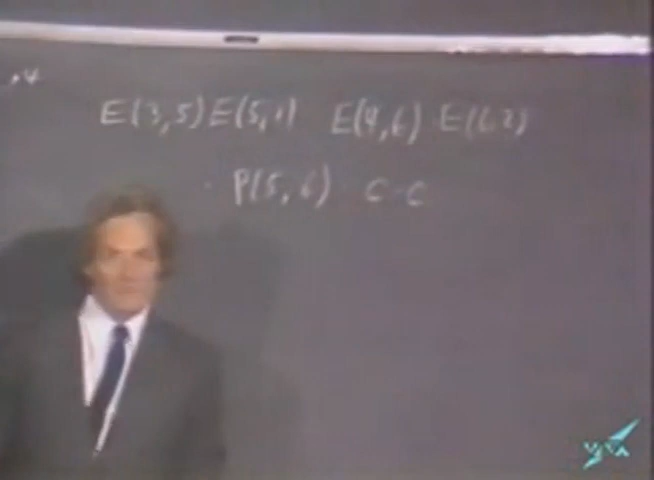 E(3,5) E(5,1) E(4,6) E(6,2)
P(5,6) · C · C